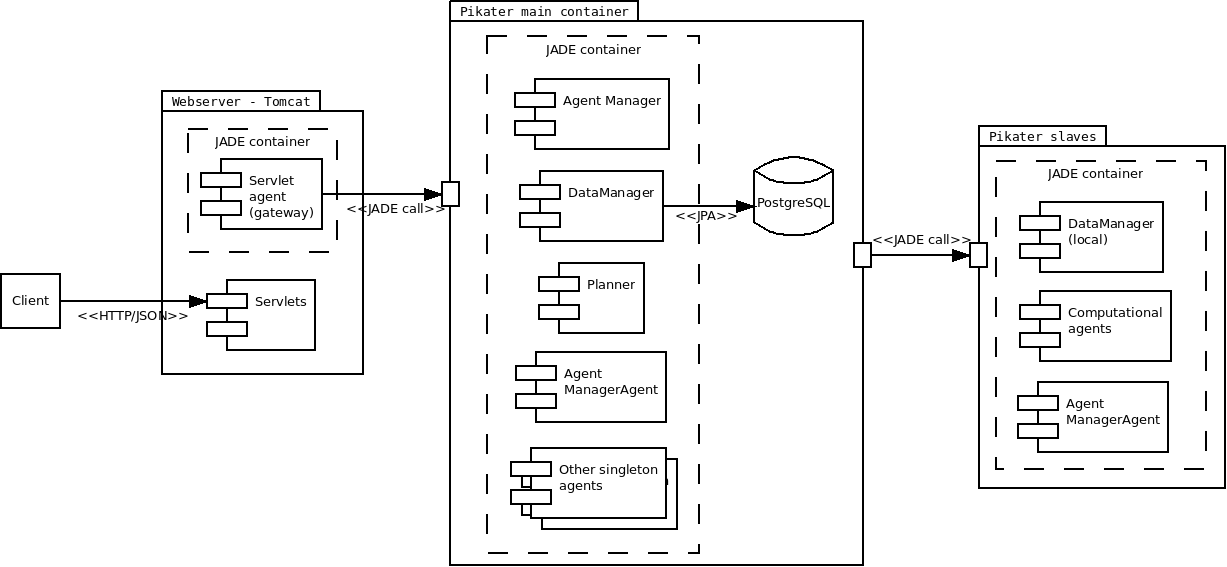 Pikater main container
JADE container
Agent Manager
Webserver - Tomcat
JADE container
Servlet
agent
(gateway)
<<JADE call>>
DataManager
<<JPA>>
PostgreSQL
Pikater slaves
JADE container
DataManager
(local)
<<JADE call>>
Client
<<HTTP/JSON>>
Servlets
Planner
Computational
agents
Agent
ManagerAgent
Agent
ManagerAgent
Other singleton
agents